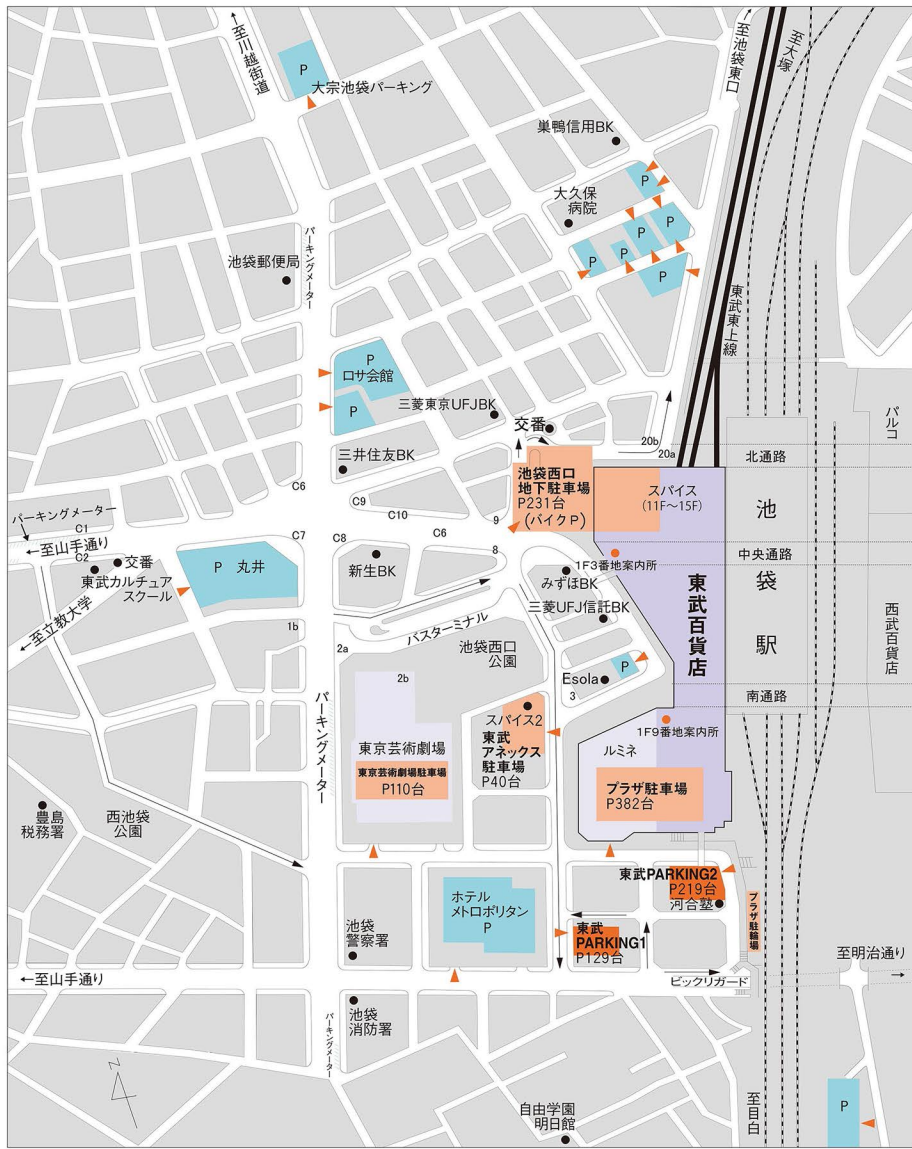 ←至川越街道
P
大宗池袋パーキング
←至池袋東口
至大塚
巣鴨信用BK
P
大久保
病院
P
P
P
P
P
パーキングメーター
池袋郵便局
東武東上線
P
ロサ会館
P
三菱東京UFJBK
交番
20b
20a
パルコ
北通路
三井住友BK
池袋西口
地下駐車場
P231台
(バイクP)
スパイス
(11F〜15F)
C6
C9
C10
C6
9
8
パーキングメーター
C1
←至山手通り
C2
交番
東武カルチュア
スクール
←至立教大学
C7
C8
P 丸井
新生BK
みずほBK
1F3番地案内所
中央通路
三菱UFJ信託BK
池袋駅
東武百貨店
西武百貨店
バスターミナル
1b
2a
池袋西口
公園
2b
P
Esola
3
南通路
パーキングメーター
スパイス2
東武
アネックス
駐車場
P40台
1F9番地案内所
ルミネ
東京芸術劇場
東京芸術劇場駐車場
P110台
プラザ駐車場
P382台
豊島
税務署
西池袋
公園
東武PARKING2
P219台
河合塾
プラザ駐輪場
ホテル
メトロポリタン
P
池袋
警察署
東武
PARKING1
P129台
至明治通り
→
←至山手通り
ビックリガード
池袋
消防署
パーキングメーター
N
自由学園
明日館
至目白
P